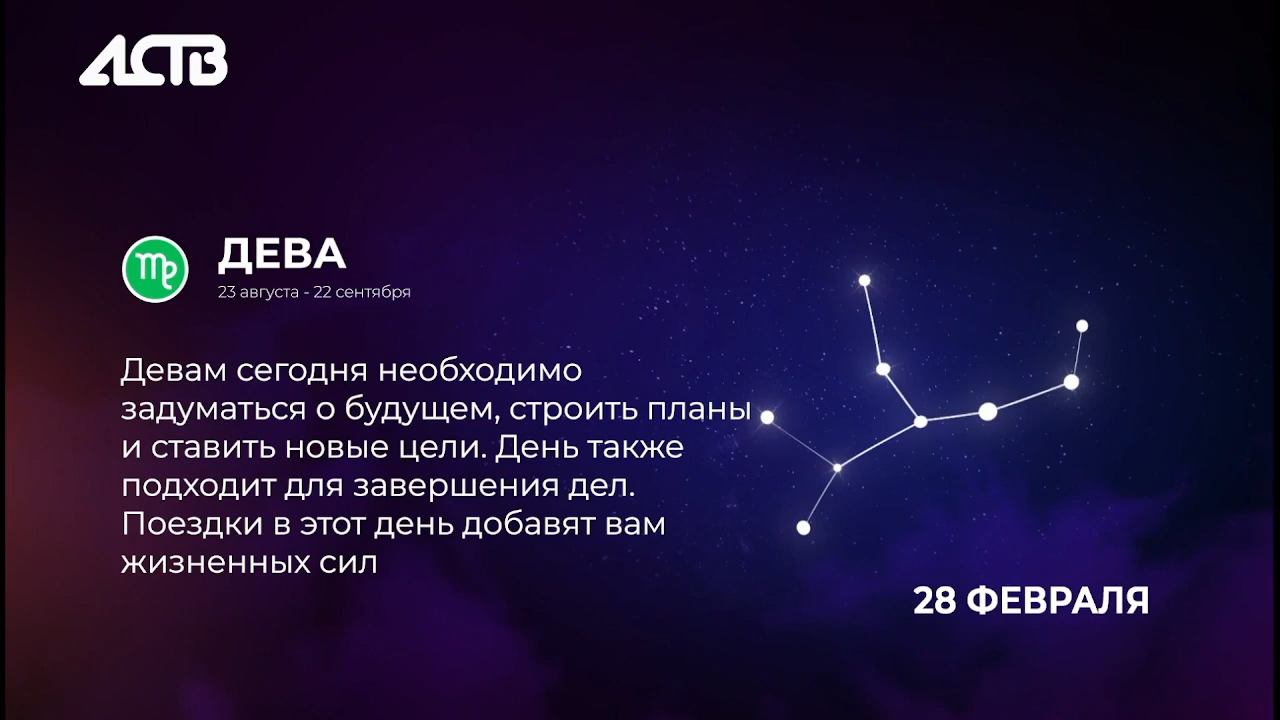 АСТВ
ДЕВА
23 августа - 22 сентября
Девам сегодня необходимо
задуматься о будущем, строить планы
и ставить новые цели. День также
подходит для завершения дел.
Поездки в этот день добавят вам
жизненных сил
28 ФЕВРАЛЯ